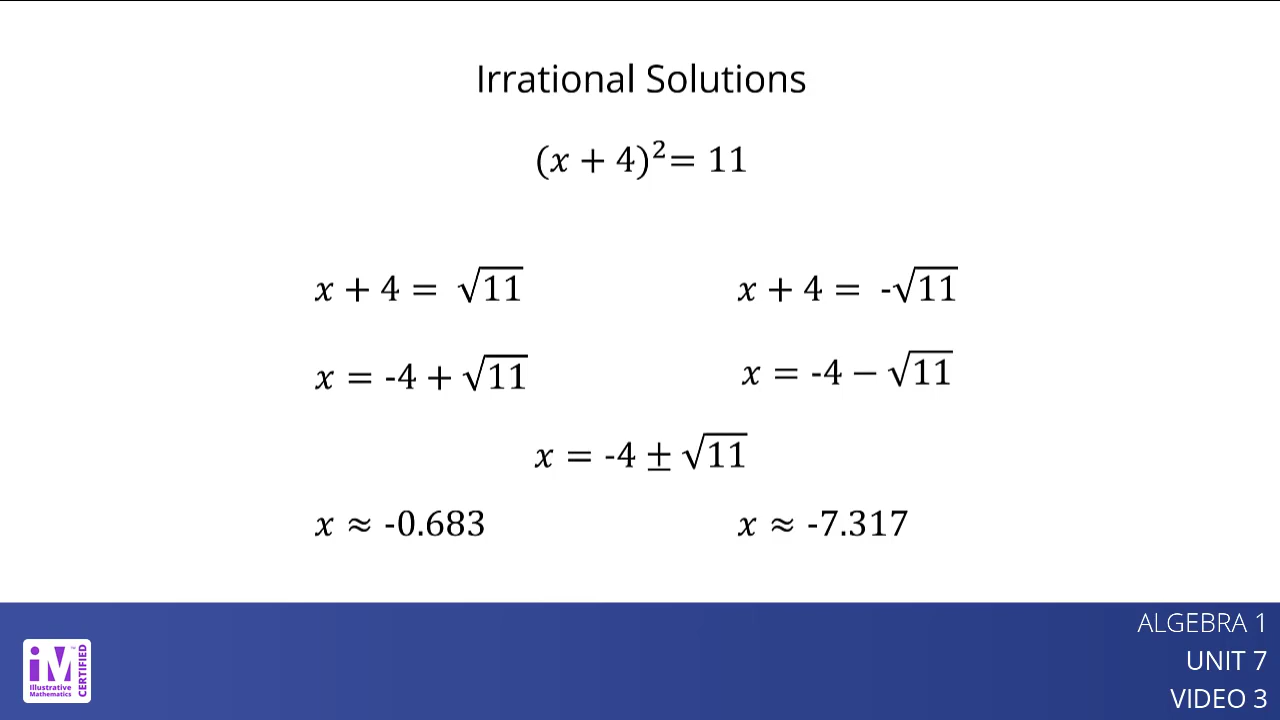 Irrational Solutions
(x + 4)²= 11
x + 4 = √11
x + 4 = -√11
x = -4 + √11
x = -4 − √11
x = -4 ± √11
x ≈ -0.683
x ≈ -7.317
ALGEBRA 1
UNIT 7
VIDEO 3
iM™
Illustrative
Mathematics
CERTIFIED